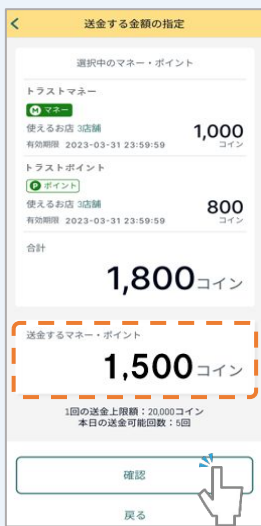 送金する金額の指定
選択中のマネー・ポイント
トラストマネー
M マネー
使えるお店 3店舗
1,000
有効期限 2023-03-31 23:59:59
コイン
トラストポイント
P ポイント
使えるお店 3店舗
800
有効期限 2023-03-31 23:59:59
コイン
合計
1,800コイン
送金するマネー・ポイント
1,500コイン
1回の送金上限額：20,000コイン
本日の送金可能回数：5回
確認
戻る